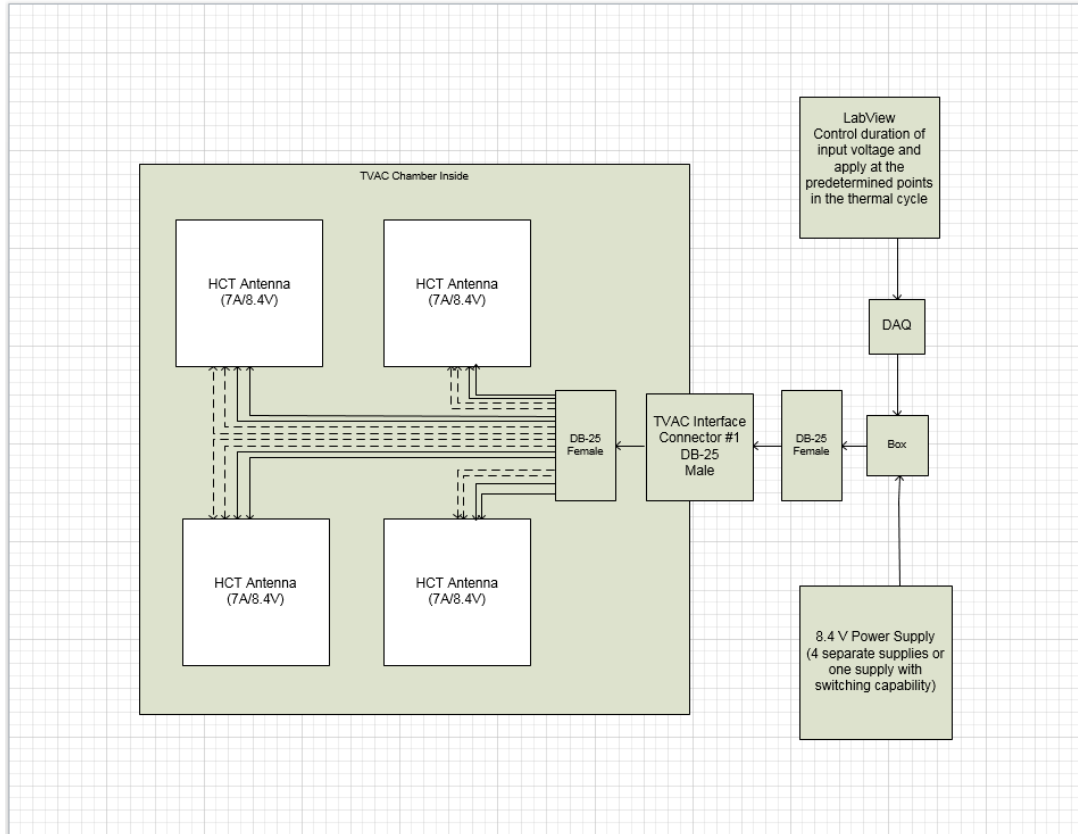 TVAC Chamber Inside
HCT Antenna
(7A/8.4V)
HCT Antenna
(7A/8.4V)
HCT Antenna
(7A/8.4V)
HCT Antenna
(7A/8.4V)
DB-25
Female
TVAC Interface
Connector #1
DB-25
Male
DB-25
Female
LabView
Control duration of
input voltage and
apply at the
predetermined points
in the thermal cycle
DAQ
Box
8.4 V Power Supply
(4 separate supplies or
one supply with
switching capability)